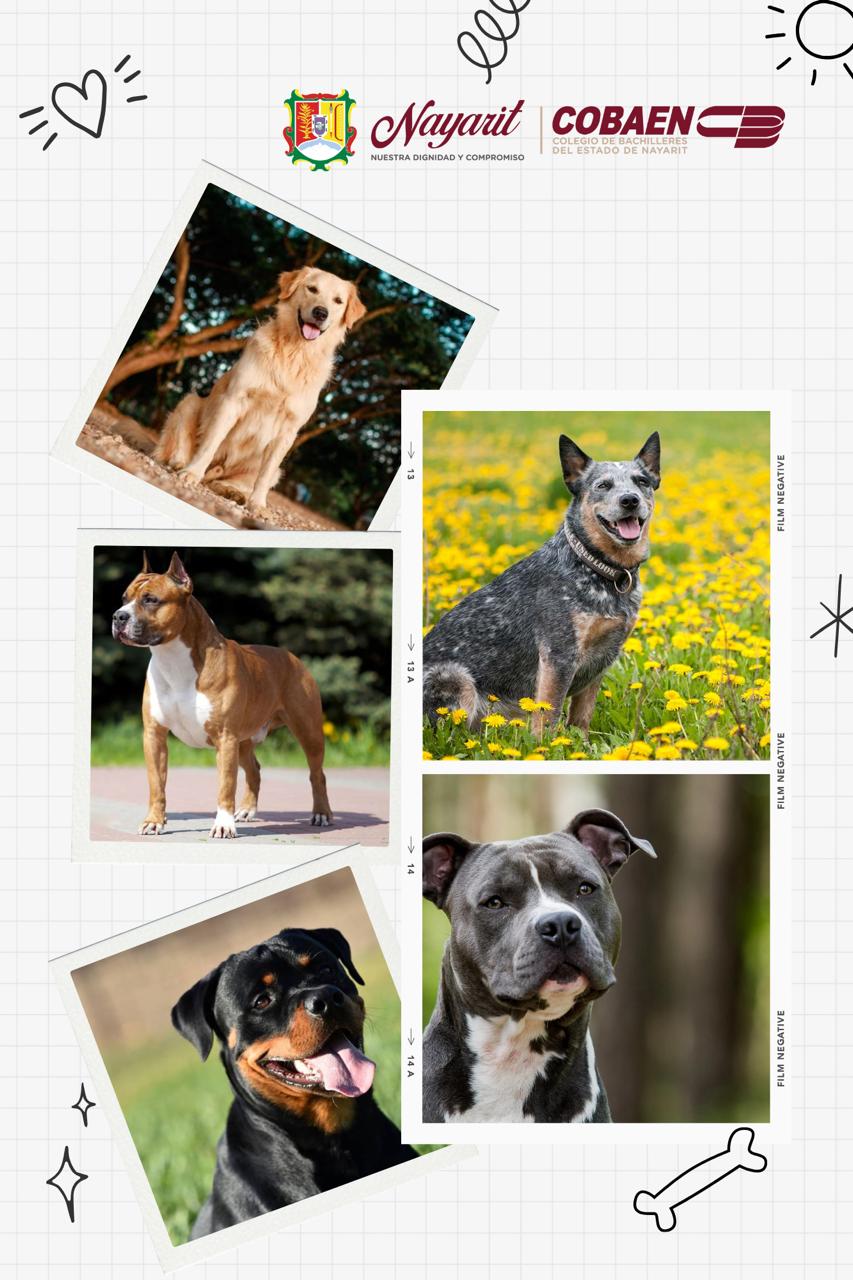 Nayarit
NUESTRA DIGNIDAD Y COMPROMISO
COBAEN
COLEGIO DE BACHILLERES
DEL ESTADO DE NAYARIT
13
FILM NEGATIVE
13 A
FILM NEGATIVE
14
14 A
FILM NEGATIVE